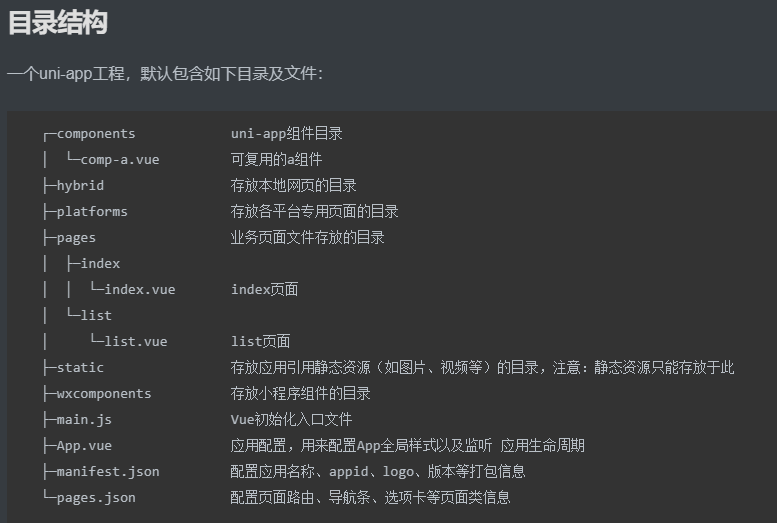 目录结构
一个uni-app工程，默认包含如下目录及文件：
┌─components            uni-app组件目录
│  └─comp-a.vue         可复用的a组件
├─hybrid                存放本地网页的目录
├─platforms             存放各平台专用页面的目录
├─pages                 业务页面文件存放的目录
│  ├─index
│  │  └─index.vue       index页面
│  └─list
│     └─list.vue        list页面
├─static                存放应用引用静态资源（如图片、视频等）的目录，注意：静态资源只能存放于此
├─wxcomponents          存放小程序组件的目录
├─main.js               Vue初始化入口文件
├─App.vue               应用配置，用来配置App全局样式以及监听 应用生命周期
├─manifest.json         配置应用名称、appid、logo、版本等打包信息
└─pages.json            配置页面路由、导航条、选项卡等页面类信息